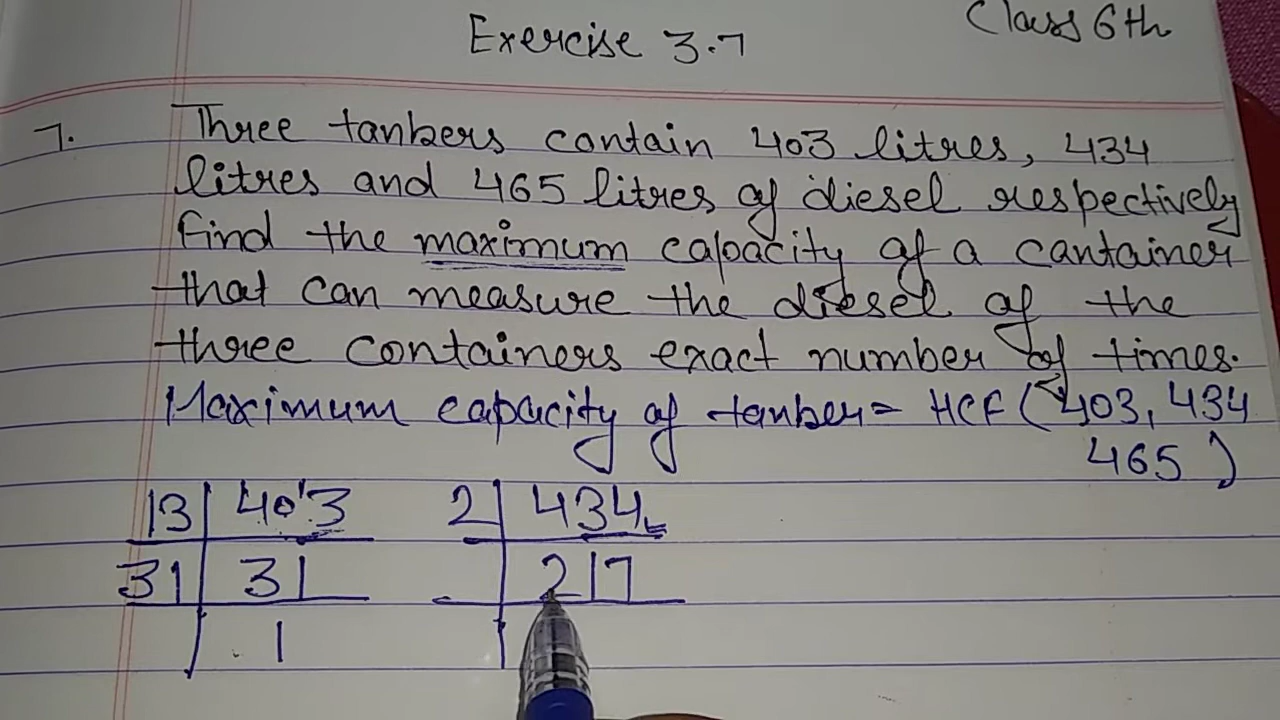 Class 6th
Exercise 3.7
7. Three tankers contain 403 litres, 434
litres and 465 litres of diesel respectively
find the maximum capacity of a cantainer
that can measure the diesel of the
three containers exact number of times.
Maximum capacity of tanker = HCF (403, 434
465)
13 403 2 434
31 31 217
1